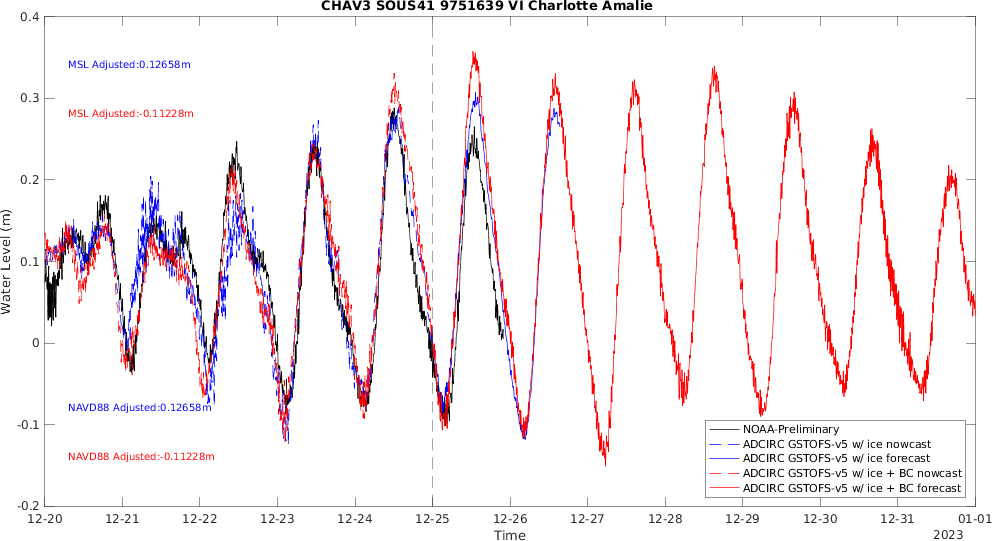 CHAV3 SOUS41 9751639 VI Charlotte Amalie
0.4
MSL Adjusted:0.12658m
0.3
MSL Adjusted:-0.11228m
0.2
Water Level (m)
0.1
0
NAVD88 Adjusted:0.12658m
-0.1
NAVD88 Adjusted:-0.11228m
-0.2
NOAA-Preliminary
ADCIRC GSTOFS-v5 w/ ice nowcast
ADCIRC GSTOFS-v5 w/ ice forecast
ADCIRC GSTOFS-v5 w/ ice + BC nowcast
ADCIRC GSTOFS-v5 w/ ice + BC forecast
12-20 12-21 12-22 12-23 12-24 12-25 12-26 12-27 12-28 12-29 12-30 12-31 01-01
Time
2023